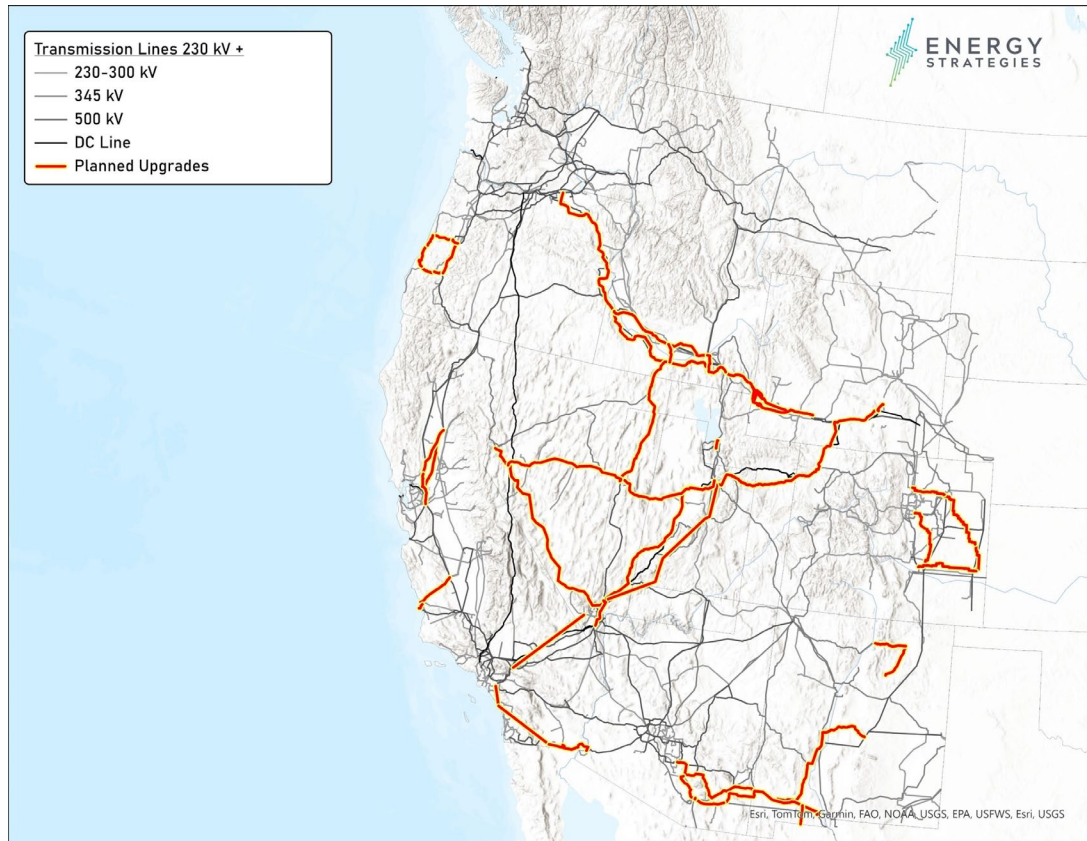 Transmission Lines 230 kV +
230-300 kV
345 kV
500 kV
DC Line
Planned Upgrades
ENERGY
STRATEGIES
Esri, TomTom, Garmin, FAO, NOAA, USGS, EPA, USFWS, Esri, USGS